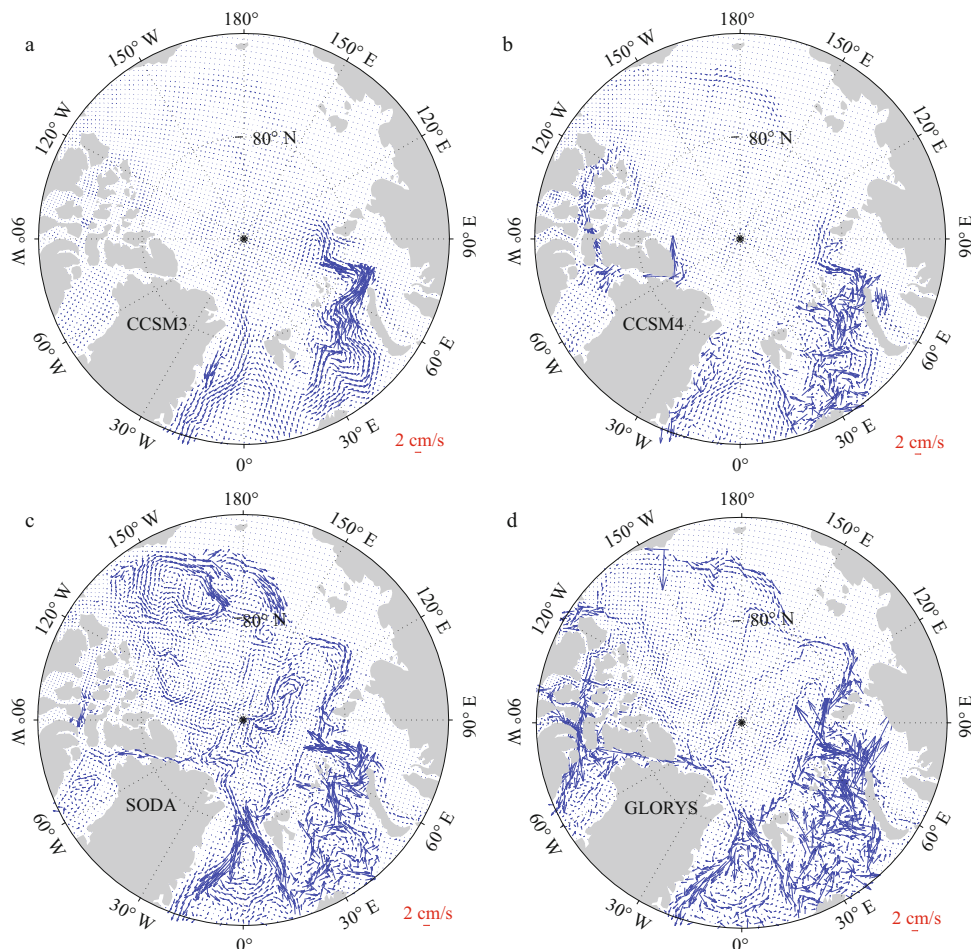 a
180°
150° W
150° E
120° W
120° E
80° N
90° W
90° E
CCSM3
60° W
60° E
30° W
30° E
0°
2 cm/s
b
180°
150° W
150° E
120° W
120° E
80° N
90° W
90° E
CCSM4
60° W
60° E
30° W
30° E
0°
2 cm/s
c
180°
150° W
150° E
120° W
120° E
80° N
90° W
90° E
SODA
60° W
60° E
30° W
30° E
0°
2 cm/s
d
180°
150° W
150° E
120° W
120° E
80° N
90° W
90° E
GLORYS
60° W
60° E
30° W
30° E
0°
2 cm/s